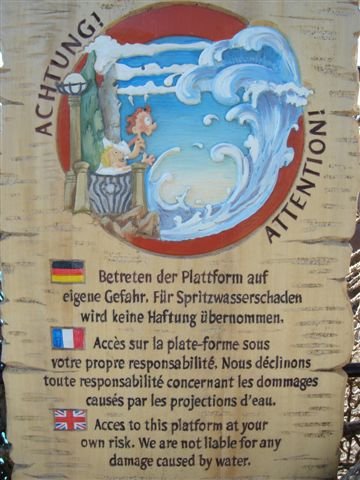 ACHTUNG!
ATTENTION!
Betreten der Plattform auf
eigene Gefahr. Für Spritzwasserschaden
wird keine Haftung übernommen.
Accès sur la plate-forme sous
votre propre responsabilité. Nous déclinons
toute responsabilité concernant les dommages
causés par les projections d'eau.
Acces to this platform at your
own risk. We are not liable for any
damage caused by water.